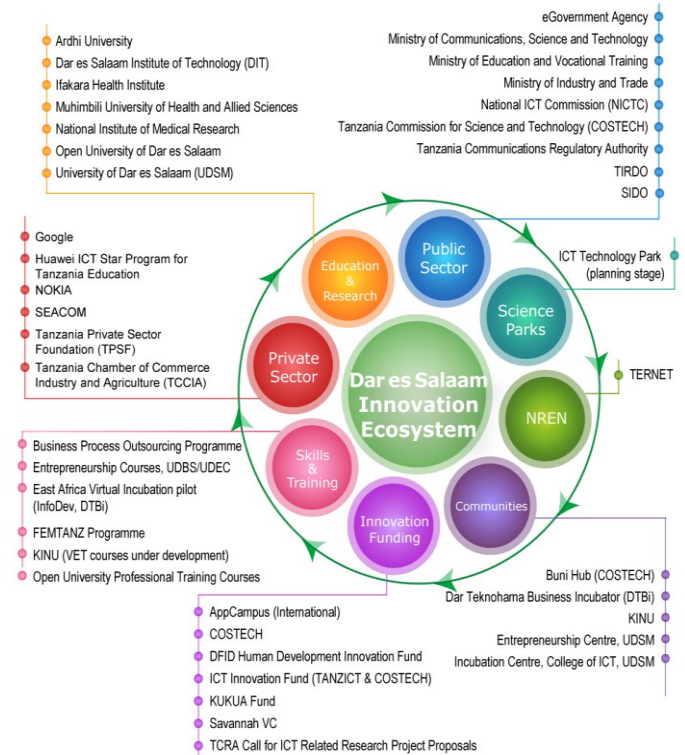 eGovernment Agency
Ministry of Communications, Science and Technology
Ministry of Education and Vocational Training
Ministry of Industry and Trade
National ICT Commission (NICTC)
Tanzania Commission for Science and Technology (COSTECH)
Tanzania Communications Regulatory Authority
TIRDO
SIDO
Ardhi University
Dar es Salaam Institute of Technology (DIT)
Ifakara Health Institute
Muhimbili University of Health and Allied Sciences
National Institute of Medical Research
Open University of Dar es Salaam
University of Dar es Salaam (UDSM)
Google
Huawei ICT Star Program for
Tanzania Education
NOKIA
SEACOM
Tanzania Private Sector
Foundation (TPSF)
Tanzania Chamber of Commerce
Industry and Agriculture (TCCIA)
Education
&
Research
Public
Sector
ICT Technology Park
(planning stage)
Science
Parks
Private
Sector
Dar es Salaam
Innovation
Ecosystem
TERNET
NREN
Skills
&
Training
Innovation
Funding
Communities
Business Process Outsourcing Programme
Entrepreneurship Courses, UDBS/UDEC
East Africa Virtual Incubation pilot
(InfoDev, DTBi)
FEMTANZ Programme
KINU (VET courses under development)
Open University Professional Training Courses
Buni Hub (COSTECH)
Dar Teknohama Business Incubator (DTBi)
KINU
Entrepreneurship Centre, UDSM
Incubation Centre, College of ICT, UDSM
AppCampus (International)
COSTECH
DFID Human Development Innovation Fund
ICT Innovation Fund (TANZICT & COSTECH)
KUKUA Fund
Savannah VC
TCRA Call for ICT Related Research Project Proposals